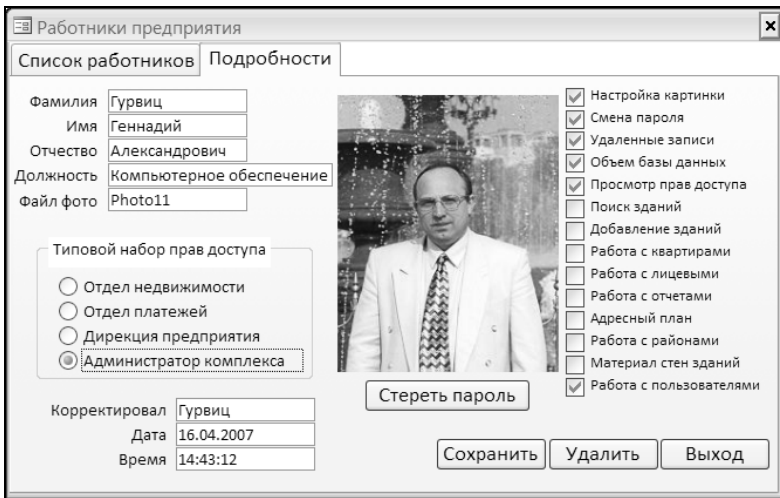 Работники предприятия
Список работников Подробности
Фамилия Гурвиц
Имя Геннадий
Отчество Александрович
Должность Компьютерное обеспечение
Файл фото Photo11
Типовой набор прав доступа
Отдел недвижимости
Отдел платежей
Дирекция предприятия
Администратор комплекса
Корректировал Гурвиц
Дата 16.04.2007
Время 14:43:12
Стереть пароль
Настройка картинки
Смена пароля
Удаленные записи
Объем базы данных
Просмотр прав доступа
Поиск зданий
Добавление зданий
Работа с квартирами
Работа с лицевыми
Работа с отчетами
Адресный план
Работа с районами
Материал стен зданий
Работа с пользователями
Сохранить Удалить Выход